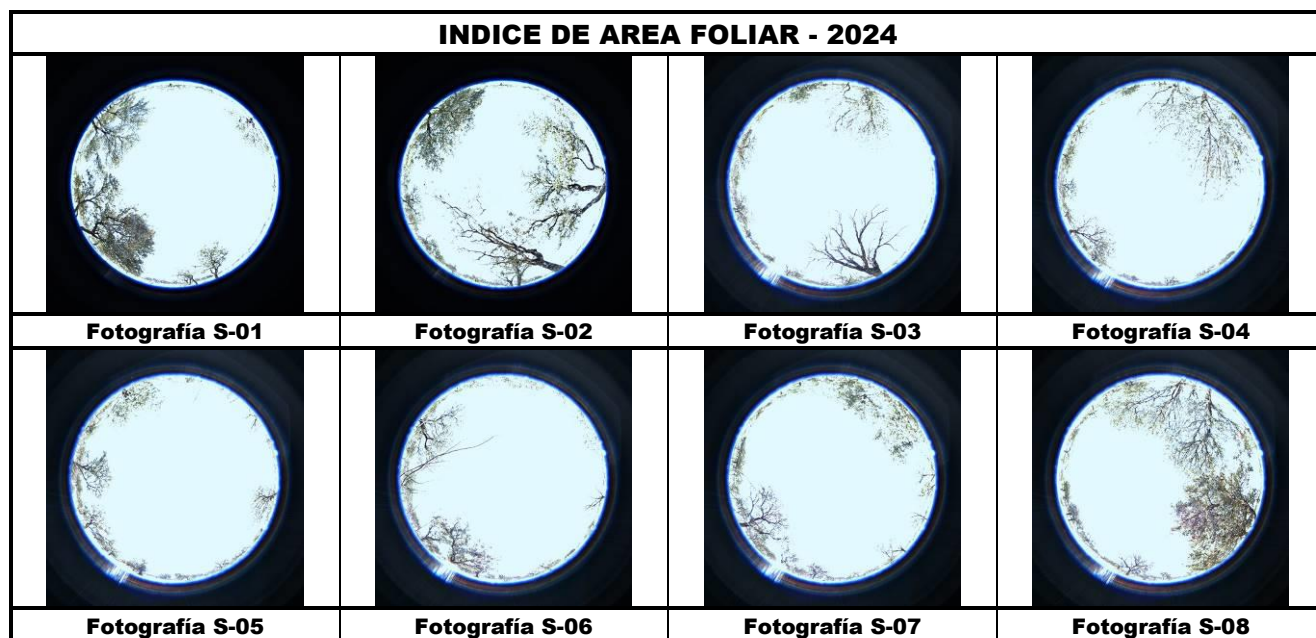 INDICE DE AREA FOLIAR - 2024
Fotografía S-01 Fotografía S-02 Fotografía S-03 Fotografía S-04
Fotografía S-05 Fotografía S-06 Fotografía S-07 Fotografía S-08